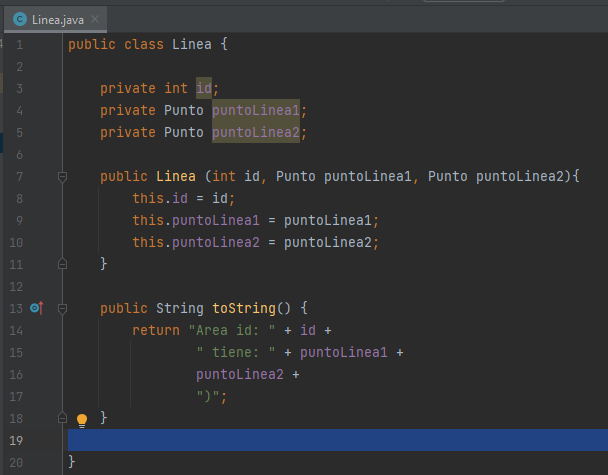 Linea.java
1 public class Linea {
2
3 private int id;
4 private Punto puntoLinea1;
5 private Punto puntoLinea2;
6
7 public Linea (int id, Punto puntoLinea1, Punto puntoLinea2){
8 this.id = id;
9 this.puntoLinea1 = puntoLinea1;
10 this.puntoLinea2 = puntoLinea2;
11 }
12
13 public String toString() {
14 return "Area id: " + id +
15 " tiene: " + puntoLinea1 +
16 puntoLinea2 +
17 ")";
18 }
19
20 }